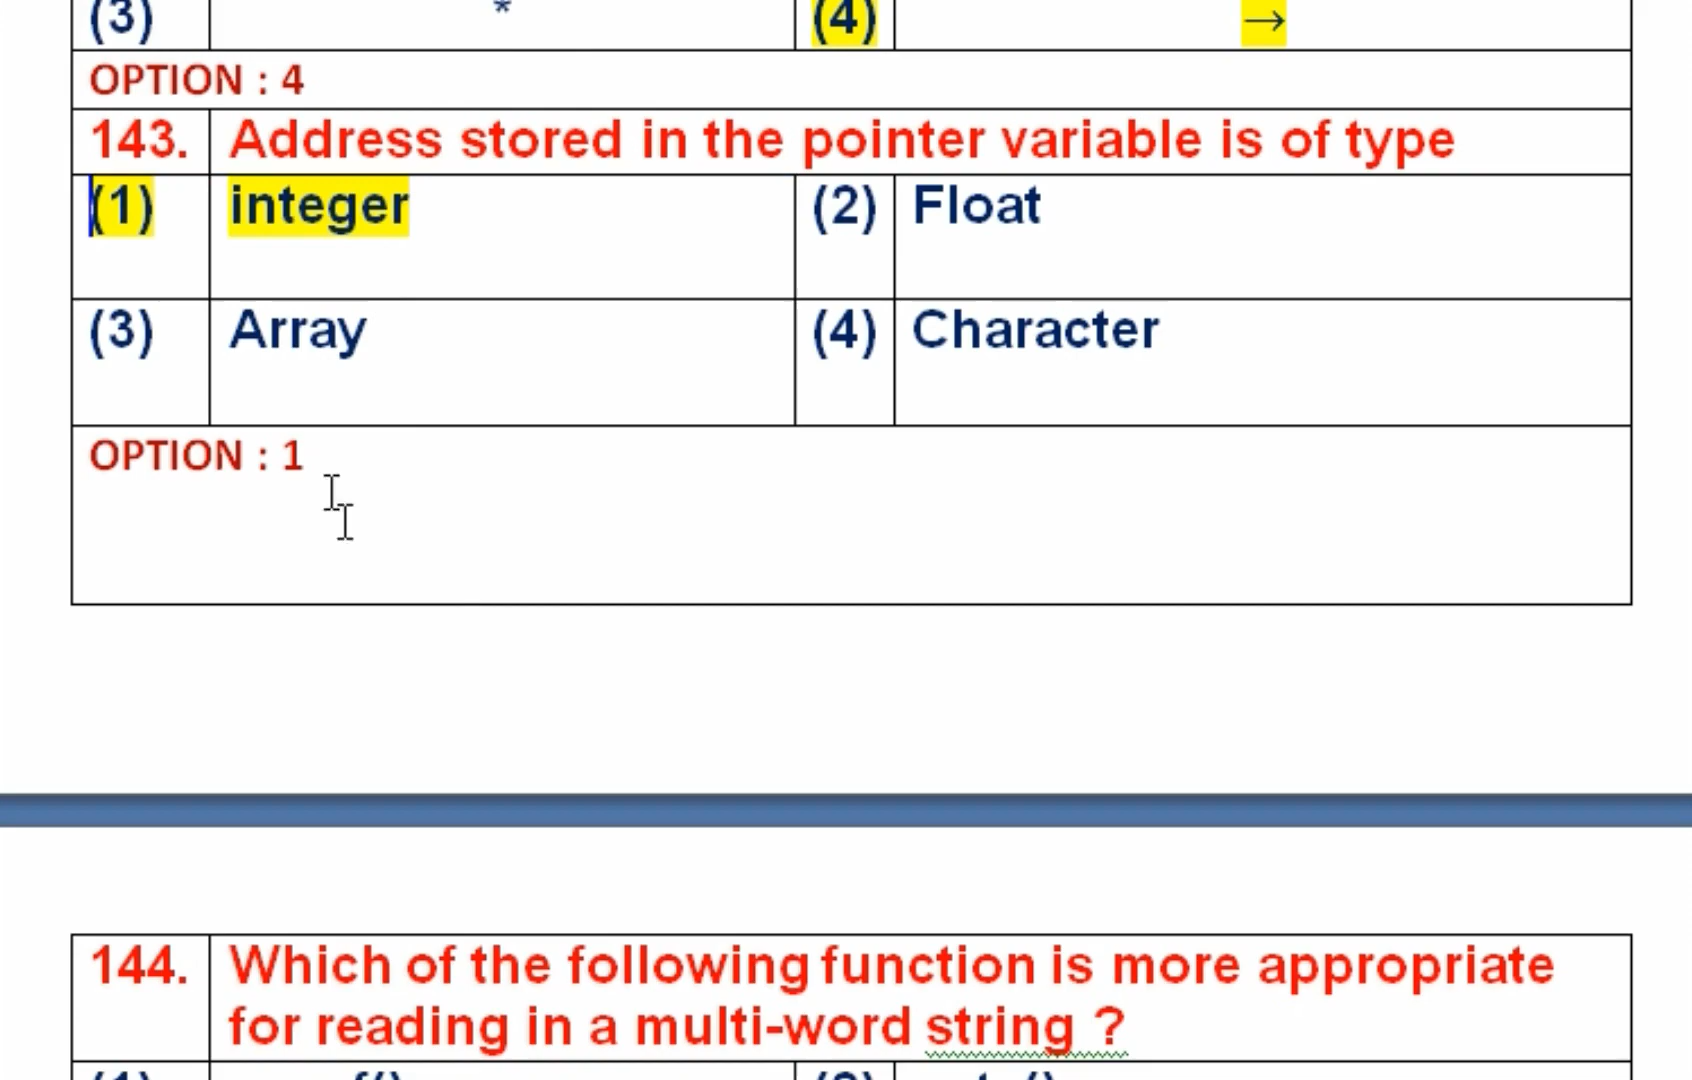 (3) * (4) →
OPTION : 4
143. Address stored in the pointer variable is of type
(1) integer (2) Float
(3) Array (4) Character
OPTION : 1
144. Which of the following function is more appropriate
for reading in a multi-word string ?